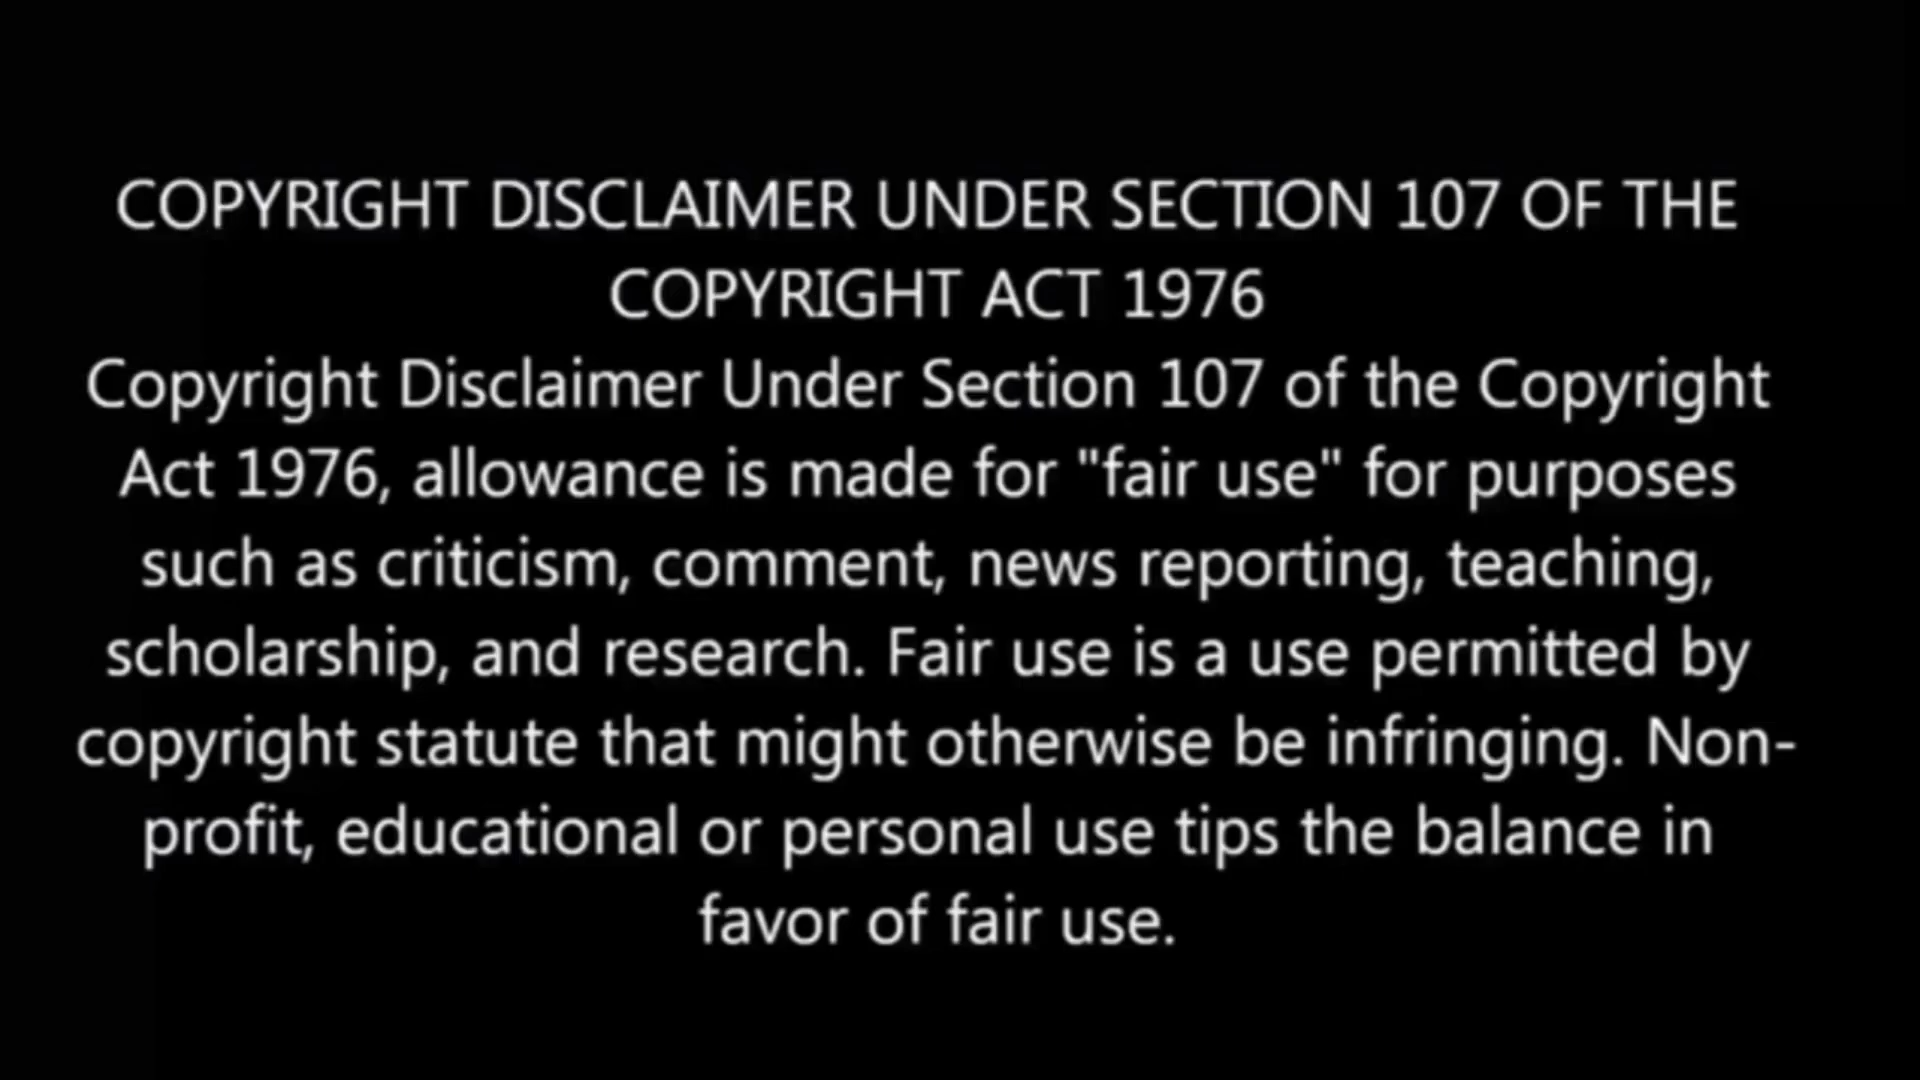 COPYRIGHT DISCLAIMER UNDER SECTION 107 OF THE
COPYRIGHT ACT 1976
Copyright Disclaimer Under Section 107 of the Copyright
Act 1976, allowance is made for "fair use" for purposes
such as criticism, comment, news reporting, teaching,
scholarship, and research. Fair use is a use permitted by
copyright statute that might otherwise be infringing. Non-
profit, educational or personal use tips the balance in
favor of fair use.